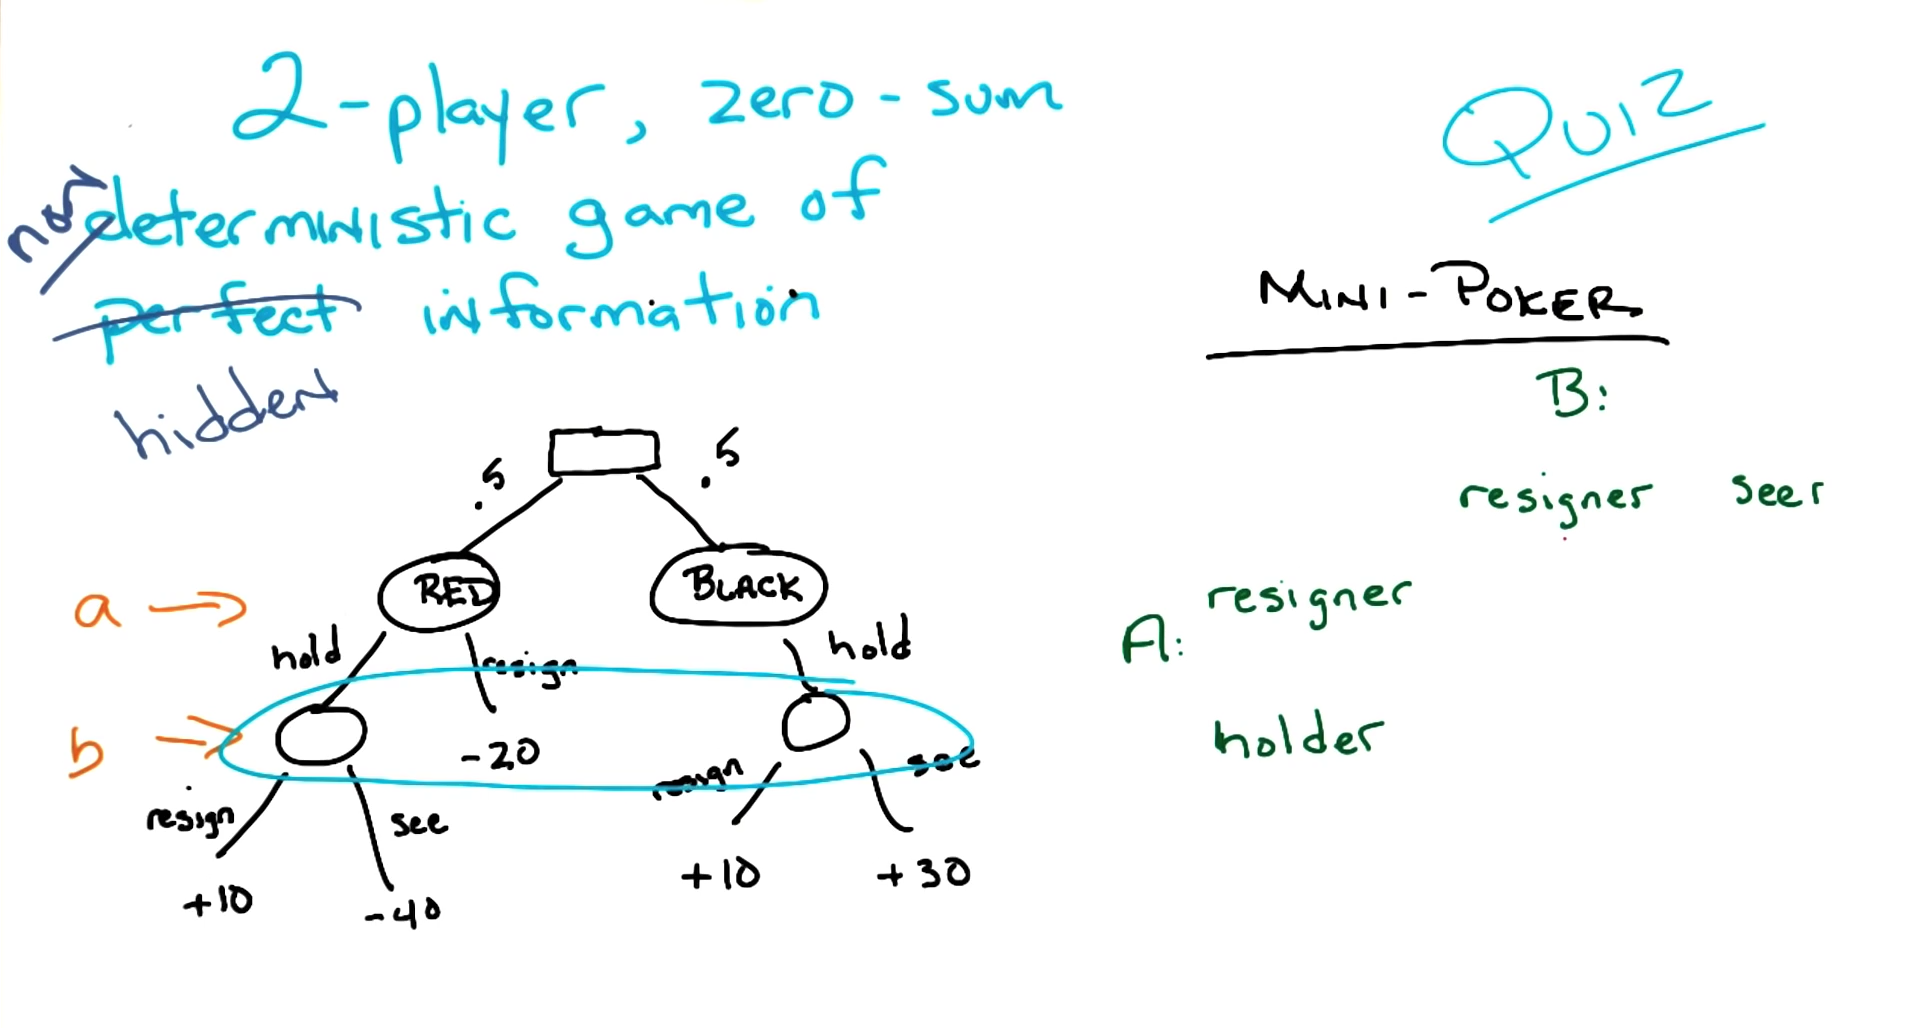 2-player, zero-sum
non
deterministic game of
perfect information
hidden
Quiz
MINI-POKER
B:
resigner seer
A:
resigner
holder
.5 .5
a
RED BLACK
hold resign hold
b
-20
resign see resign see
+10 -40 +10 +30